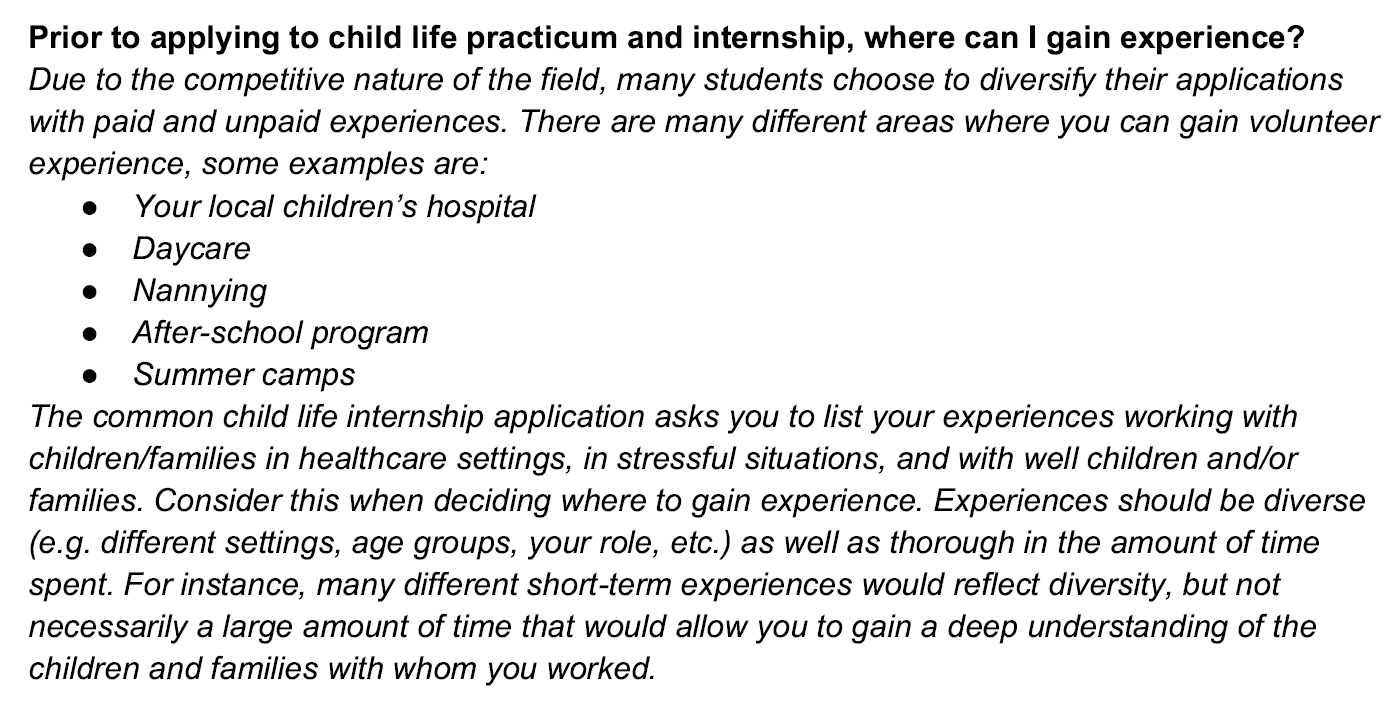 Prior to applying to child life practicum and internship, where can I gain experience?
Due to the competitive nature of the field, many students choose to diversify their applications
with paid and unpaid experiences. There are many different areas where you can gain volunteer
experience, some examples are:
● Your local children’s hospital
● Daycare
● Nannying
● After-school program
● Summer camps
The common child life internship application asks you to list your experiences working with
children/families in healthcare settings, in stressful situations, and with well children and/or
families. Consider this when deciding where to gain experience. Experiences should be diverse
(e.g. different settings, age groups, your role, etc.) as well as thorough in the amount of time
spent. For instance, many different short-term experiences would reflect diversity, but not
necessarily a large amount of time that would allow you to gain a deep understanding of the
children and families with whom you worked.